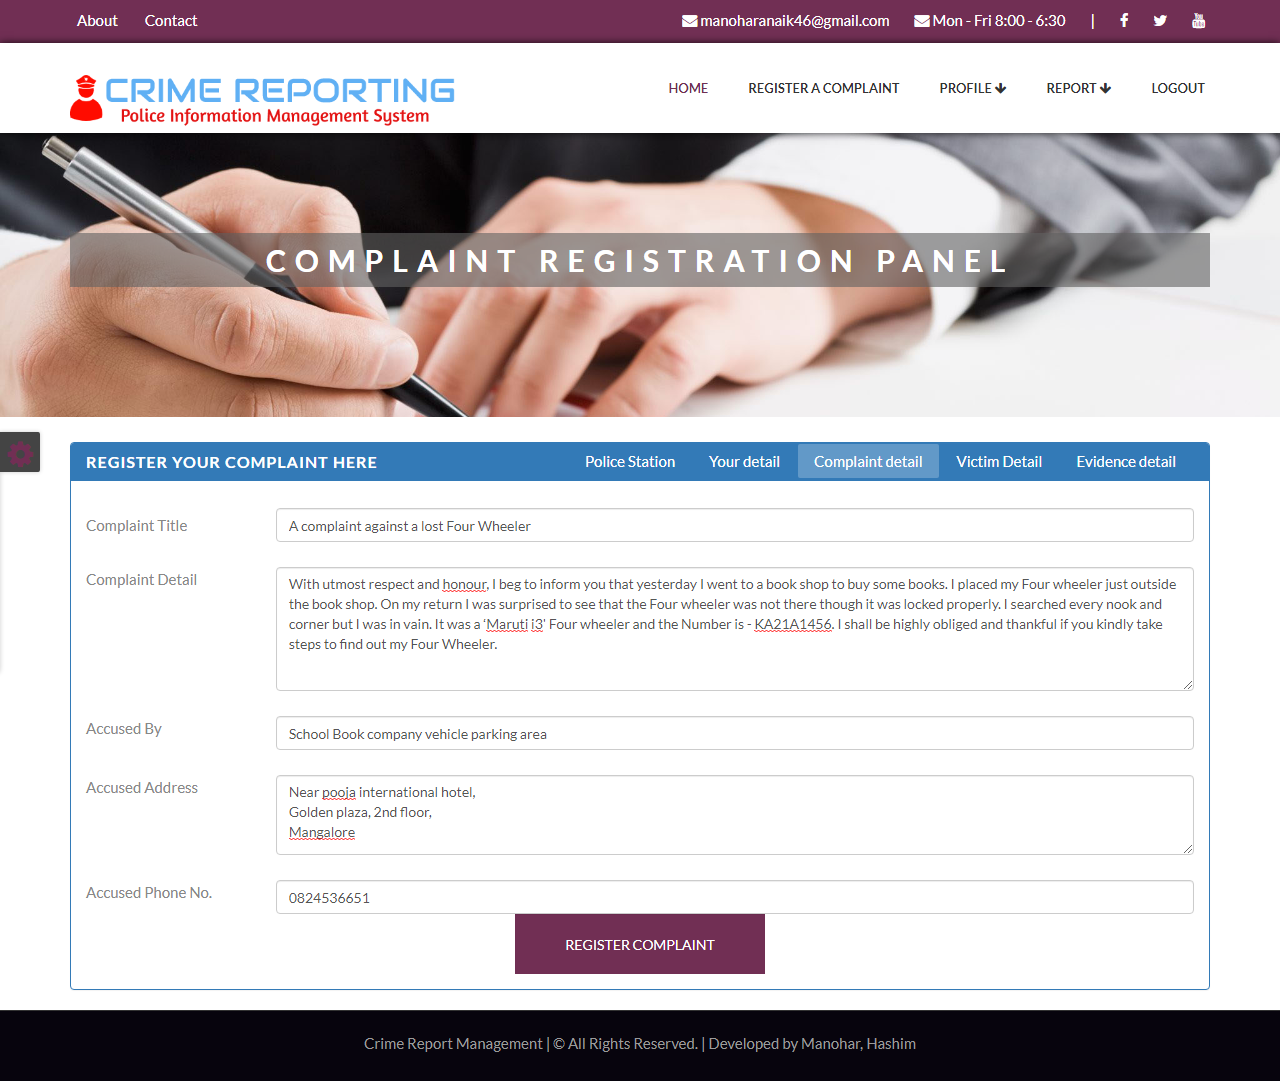 About Contact manoharanaik46@gmail.com Mon - Fri 8:00 - 6:30 |
CRIME REPORTING
Police Information Management System
HOME REGISTER A COMPLAINT PROFILE REPORT LOGOUT
COMPLAINT REGISTRATION PANEL
REGISTER YOUR COMPLAINT HERE Police Station Your detail Complaint detail Victim Detail Evidence detail
Complaint Title A complaint against a lost Four Wheeler
Complaint Detail With utmost respect and honour, I beg to inform you that yesterday I went to a book shop to buy some books. I placed my Four wheeler just outside
the book shop. On my return I was surprised to see that the Four wheeler was not there though it was locked properly. I searched every nook and
corner but I was in vain. It was a ‘Maruti i3’ Four wheeler and the Number is - KA21A1456. I shall be highly obliged and thankful if you kindly take
steps to find out my Four Wheeler.
Accused By School Book company vehicle parking area
Accused Address Near pooja international hotel,
Golden plaza, 2nd floor,
Mangalore
Accused Phone No. 0824536651
REGISTER COMPLAINT
Crime Report Management | © All Rights Reserved. | Developed by Manohar, Hashim